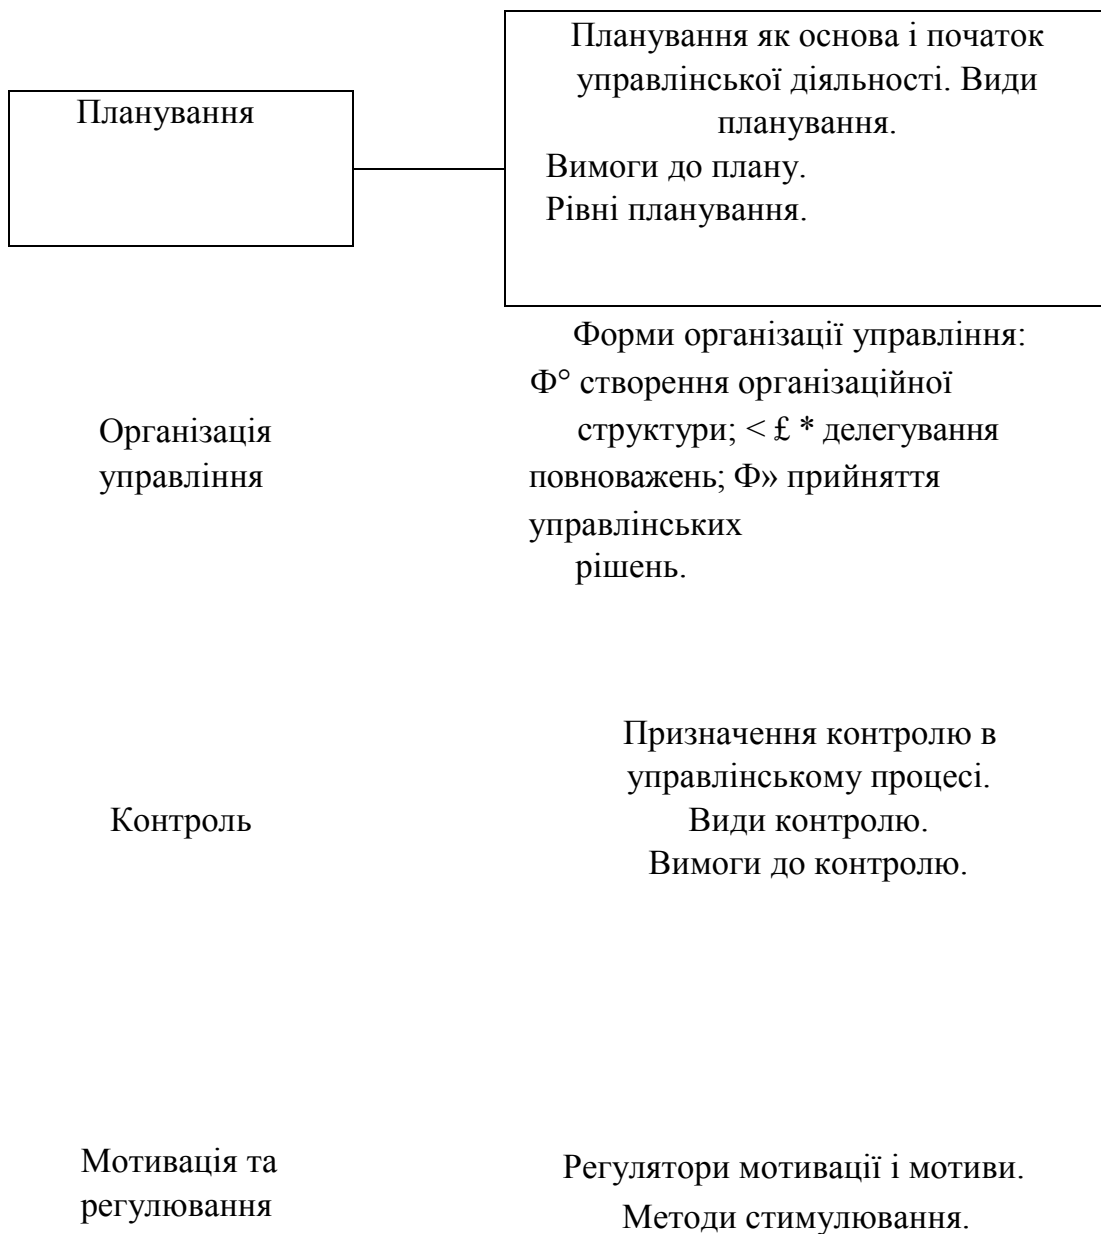 Планування
Планування як основа і початок
управлінської діяльності. Види
планування.
Вимоги до плану.
Рівні планування.
Організація
управління
Форми організації управління:
Ф° створення організаційної
структури; < £ * делегування
повноважень; Ф» прийняття
управлінських
рішень.
Контроль
Призначення контролю в
управлінському процесі.
Види контролю.
Вимоги до контролю.
Мотивація та
регулювання
Регулятори мотивації і мотиви.
Методи стимулювання.